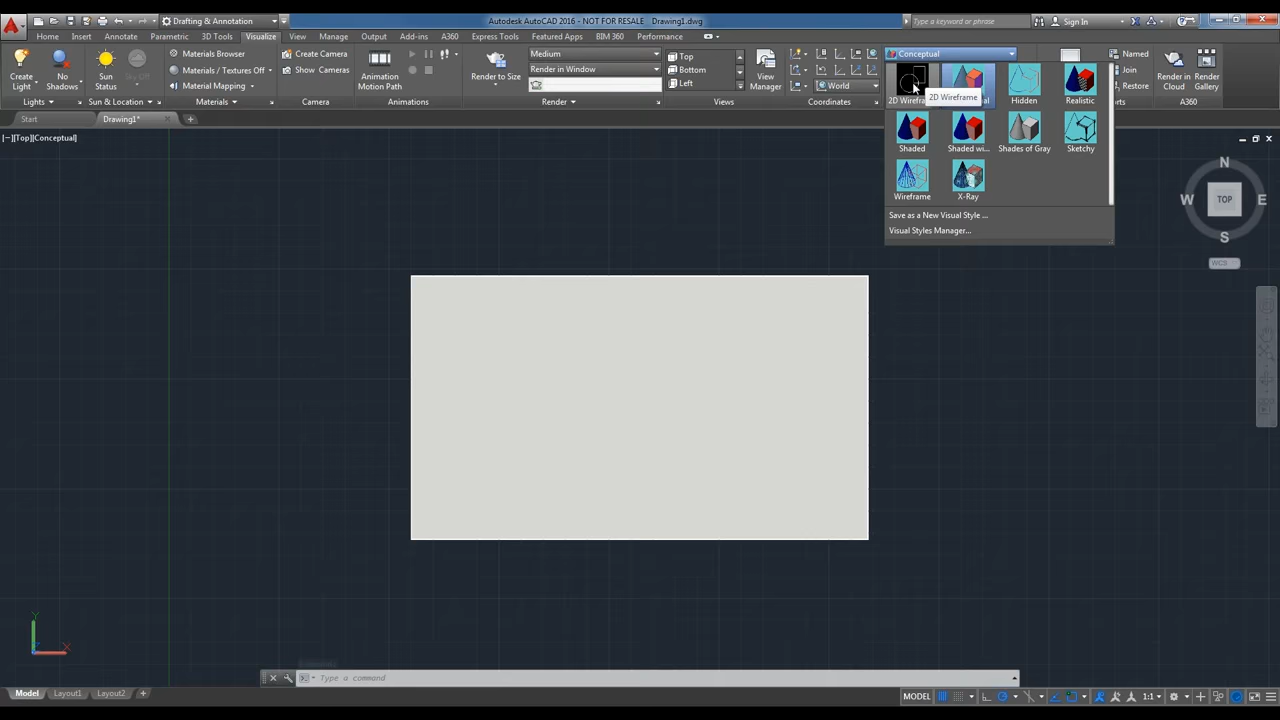 Drafting & Annotation
Autodesk AutoCAD 2016 - NOT FOR RESALE Drawing1.dwg
Type a keyword or phrase
Sign In
Home Insert Annotate Parametric 3D Tools Visualize View Manage Output Add-ins A360 Express Tools Featured Apps BIM 360 Performance
Create Light
No Shadows
Lights
Sun Status
Sky Off
Sun & Location
Materials Browser
Materials / Textures Off
Material Mapping
Materials
Create Camera
Show Cameras
Camera
Animation Motion Path
Animations
Render to Size
Medium
Render in Window
Render
Top
Bottom
Left
View Manager
Views
World
Coordinates
Conceptual
2D Wirefra
2D Wireframe
Hidden
Realistic
Shaded
Shaded wi...
Shades of Gray
Sketchy
Wireframe
X-Ray
Save as a New Visual Style ...
Visual Styles Manager...
Named
Join
Restore
Render in Cloud
Render Gallery
A360
Start
Drawing1*
[−][Top][Conceptual]
N
W
TOP
E
S
WCS
Y
X
Type a command
Model Layout1 Layout2
MODEL
1:1